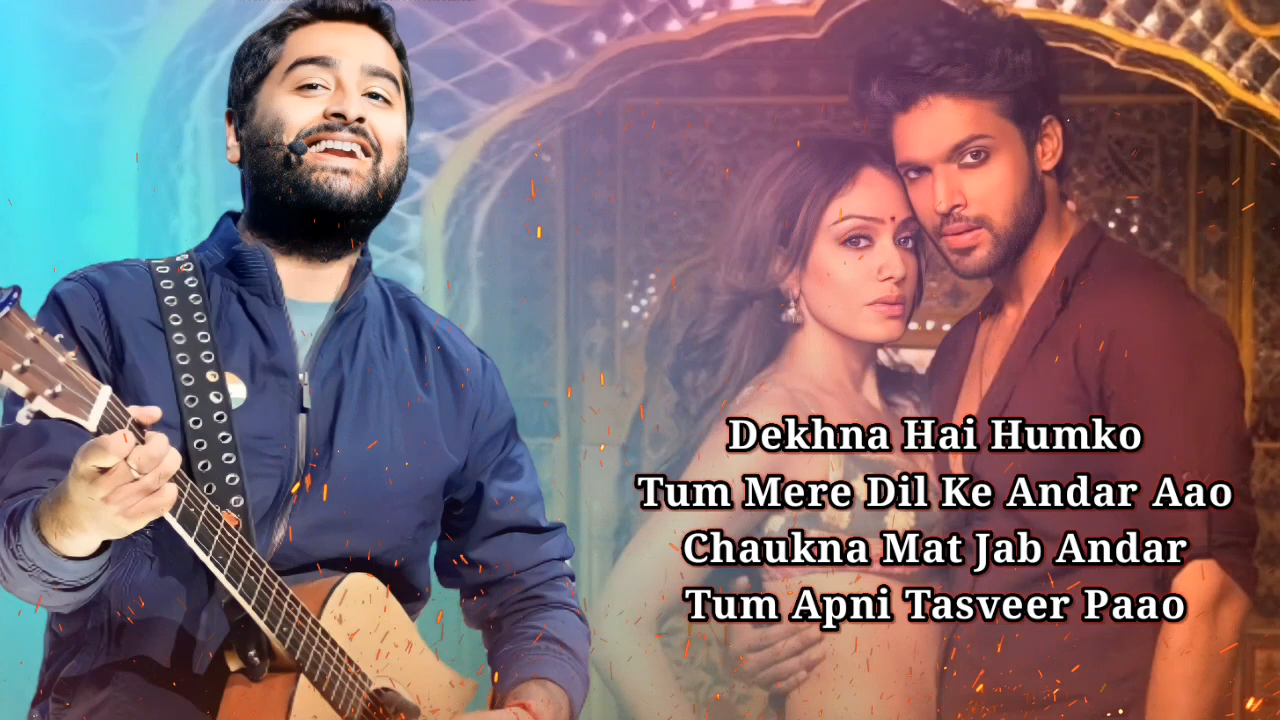 Dekhna Hai Humko
Tum Mere Dil Ke Andar Aao
Chaukna Mat Jab Andar
Tum Apni Tasveer Paao